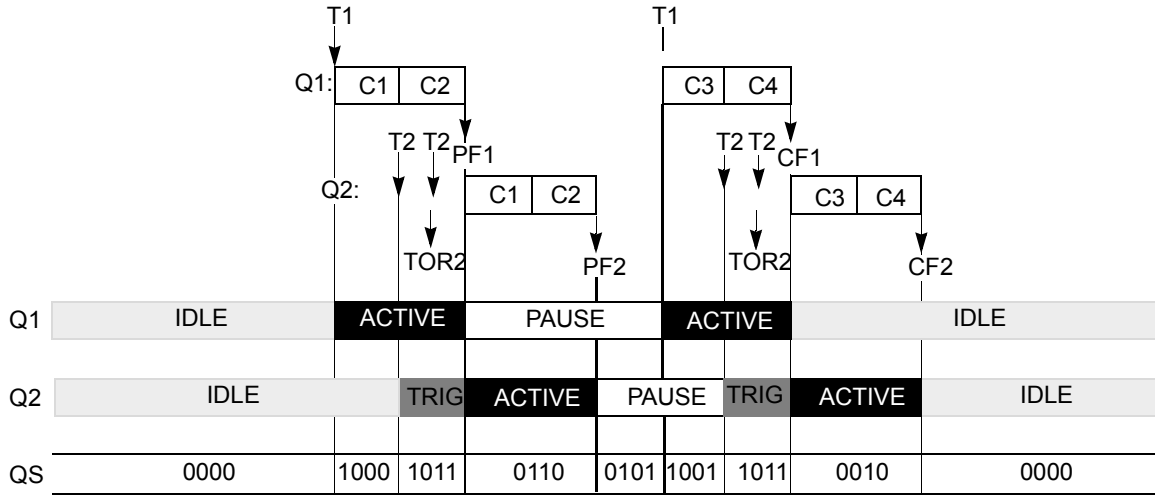 T1 T1
Q1: C1 C2 C3 C4
T2 T2 PF1 T2 T2 CF1
Q2: C1 C2 C3 C4
TOR2 PF2 TOR2 CF2
Q1 IDLE ACTIVE PAUSE ACTIVE IDLE
Q2 IDLE TRIG ACTIVE PAUSE TRIG ACTIVE IDLE
QS 0000 1000 1011 0110 0101 1001 1011 0010 0000